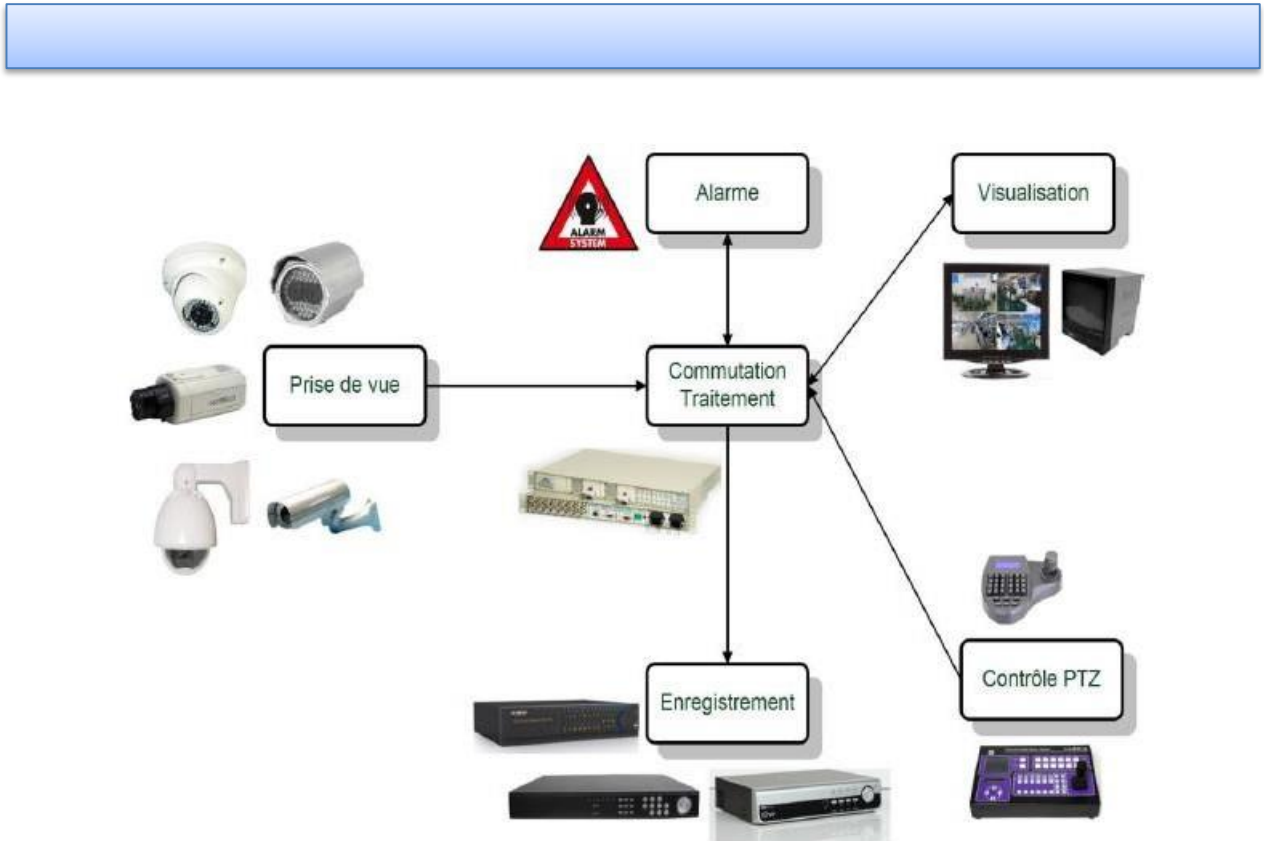 Alarme
Visualisation
ALARM
SYSTEM
Prise de vue
Commutation
Traitement
Enregistrement
Contrôle PTZ